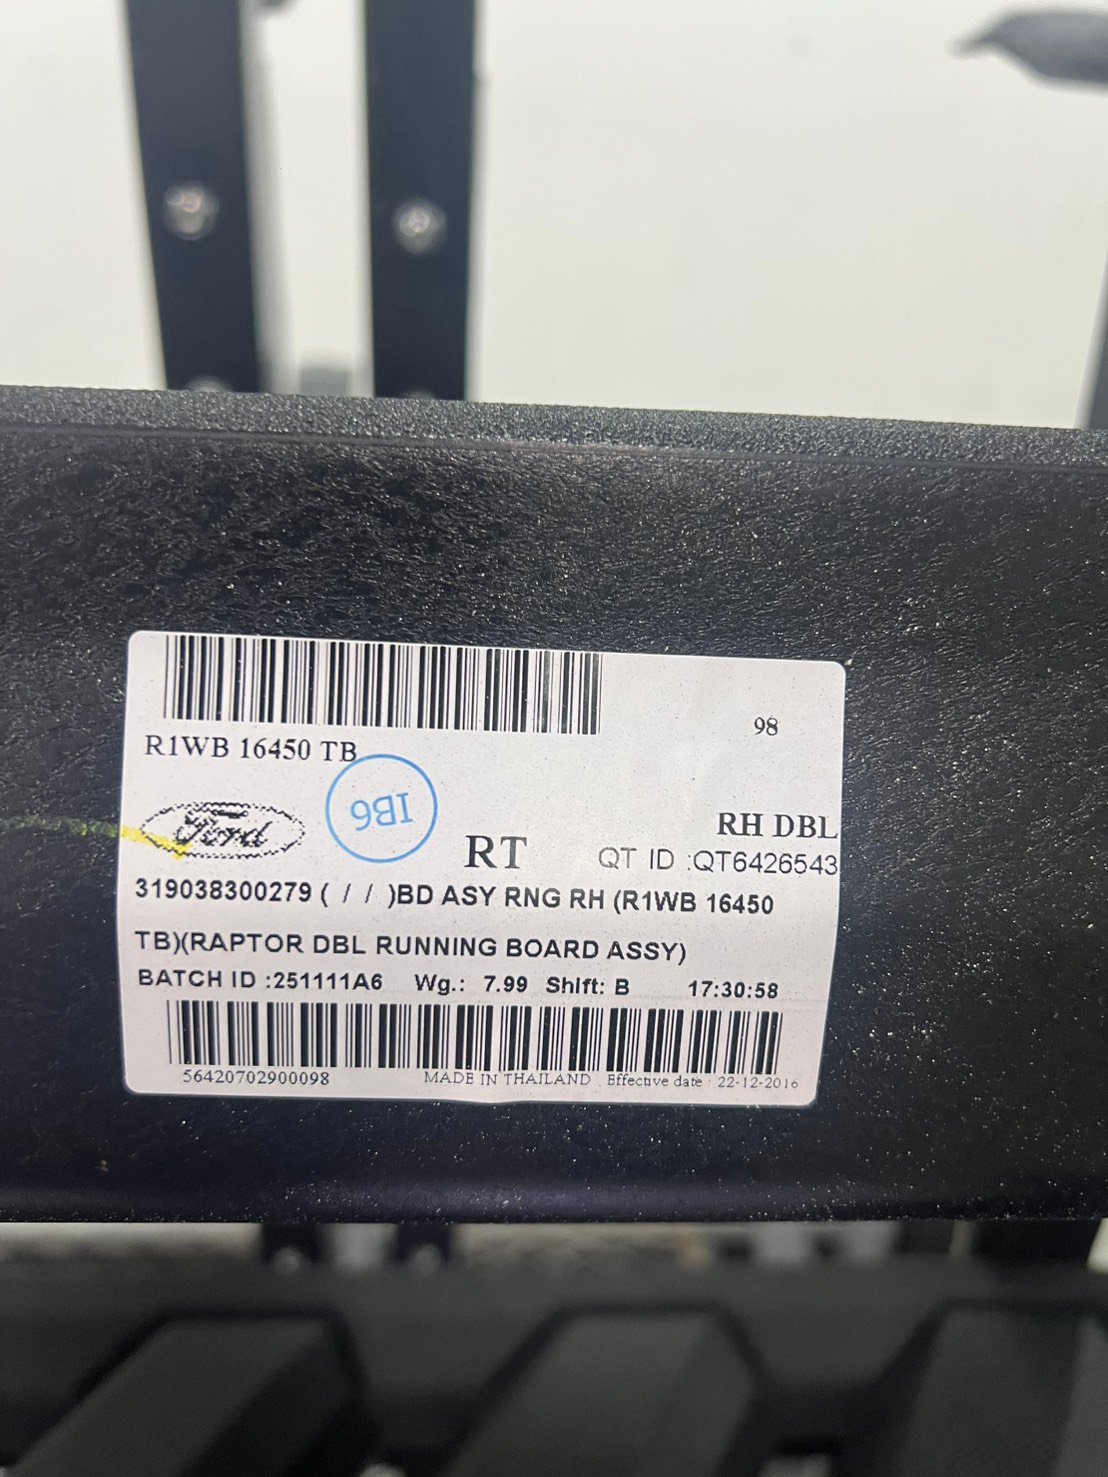 R1WB 16450 TB
98
Ford
IB6
RT
RH DBL
QT ID :QT6426543
319038300279 ( / / )BD ASY RNG RH (R1WB 16450
TB)(RAPTOR DBL RUNNING BOARD ASSY)
BATCH ID :251111A6 Wg.: 7.99 Shift: B 17:30:58
56420702900098 MADE IN THAILAND . Effective date : 22-12-2016